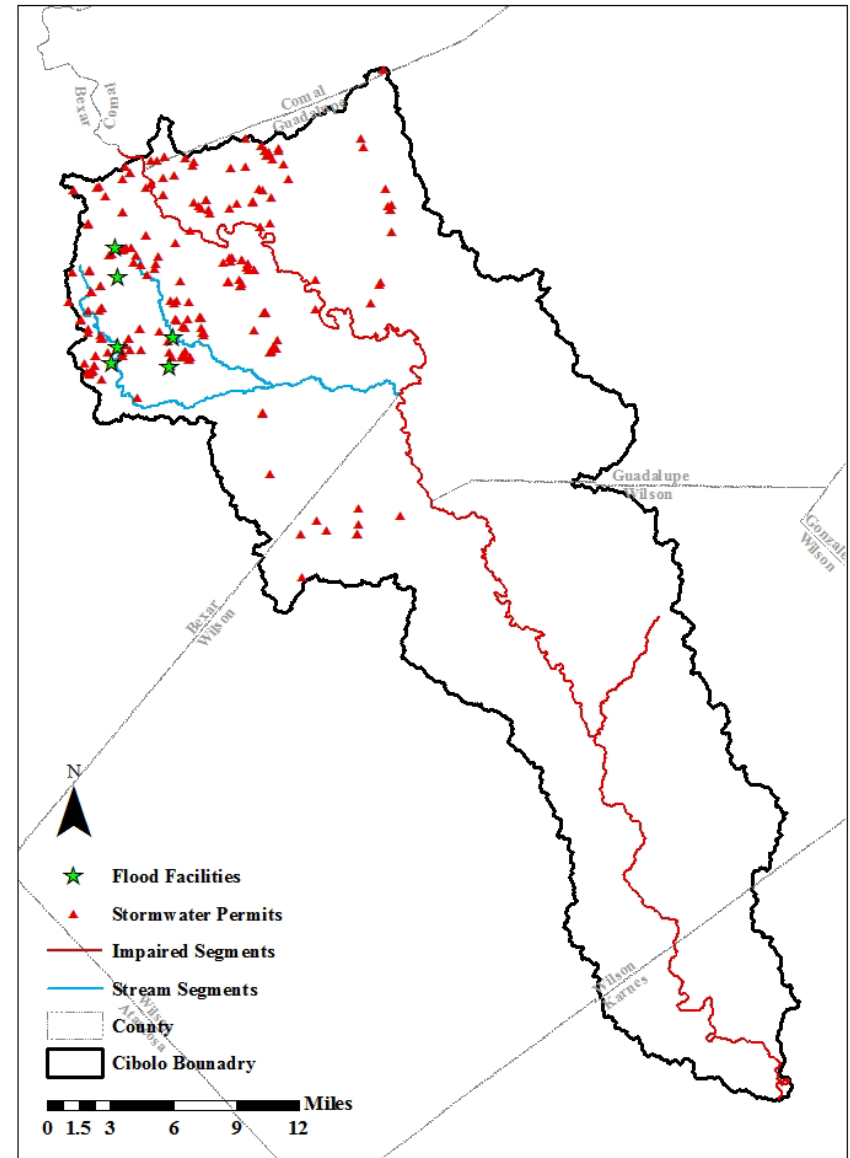 Comal
Bexar
Comal
Guadalupe
Guadalupe
Wilson
Gonzale
Wilson
Bexar
Wilson
N
Flood Facilities
Stormwater Permits
Impaired Segments
Stream Segments
Wilson
Atascosa
County
Wilson
Karnes
Cibolo Bounadry
Miles
0 1.5 3 6 9 12